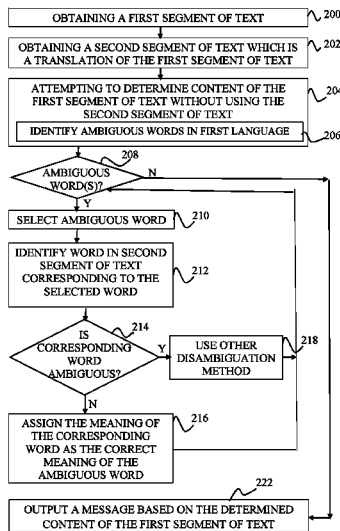 OBTAINING A FIRST SEGMENT OF TEXT
200
OBTAINING A SECOND SEGMENT OF TEXT WHICH IS
A TRANSLATION OF THE FIRST SEGMENT OF TEXT
202
ATTEMPTING TO DETERMINE CONTENT OF THE
FIRST SEGMENT OF TEXT WITHOUT USING THE
SECOND SEGMENT OF TEXT
204
IDENTIFY AMBIGUOUS WORDS IN FIRST LANGUAGE
206
208
AMBIGUOUS
WORD(S)?
N
Y
SELECT AMBIGUOUS WORD
210
IDENTIFY WORD IN SECOND
SEGMENT OF TEXT
CORRESPONDING TO THE
SELECTED WORD
212
214
IS
CORRESPONDING
WORD
AMBIGUOUS?
Y
USE OTHER
DISAMBIGUATION
METHOD
218
N
ASSIGN THE MEANING OF
THE CORRESPONDING
WORD AS THE CORRECT
MEANING OF THE
AMBIGUOUS WORD
216
222
OUTPUT A MESSAGE BASED ON THE DETERMINED
CONTENT OF THE FIRST SEGMENT OF TEXT